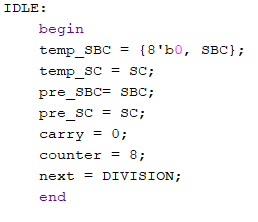 IDLE:
begin
temp_SBC = {8'b0, SBC};
temp_SC = SC;
pre_SBC= SBC;
pre_SC = SC;
carry = 0;
counter = 8;
next = DIVISION;
end